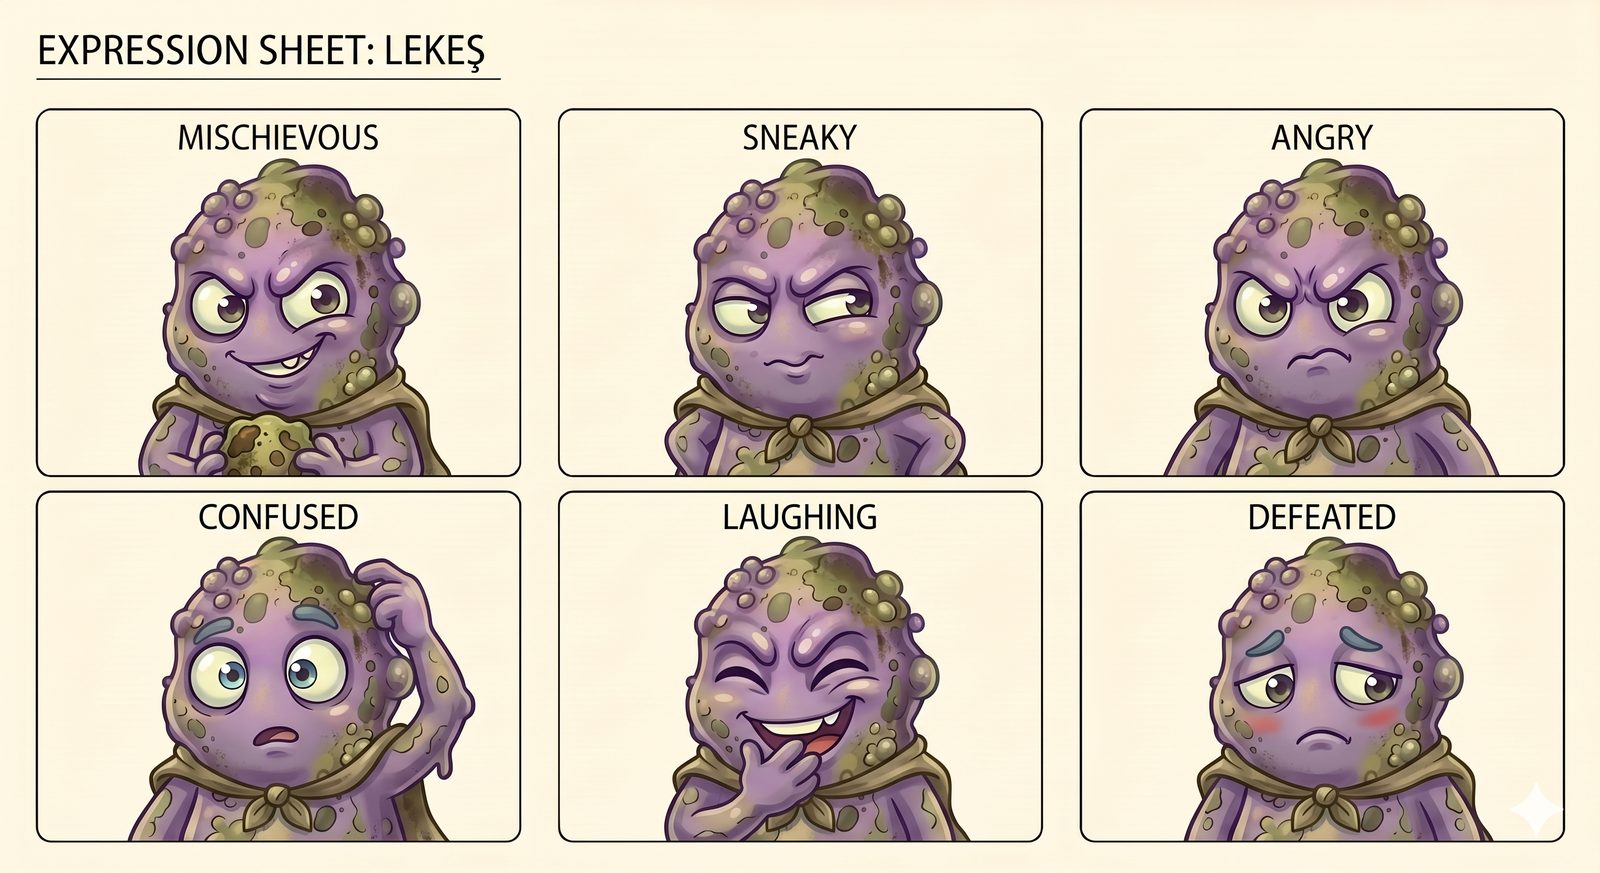 EXPRESSION SHEET: LEKEŞ
MISCHIEVOUS
SNEAKY
ANGRY
CONFUSED
LAUGHING
DEFEATED